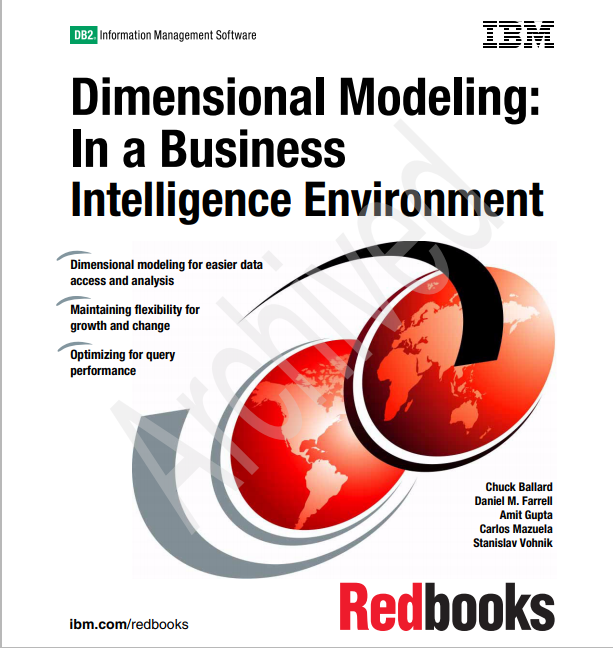 DB2. Information Management Software
IBM
Dimensional Modeling:
In a Business
Intelligence Environment
Dimensional modeling for easier data
access and analysis
Maintaining flexibility for
growth and change
Optimizing for query
performance
Archived
Chuck Ballard
Daniel M. Farrell
Amit Gupta
Carlos Mazuela
Stanislav Vohnik
ibm.com/redbooks
Redbooks